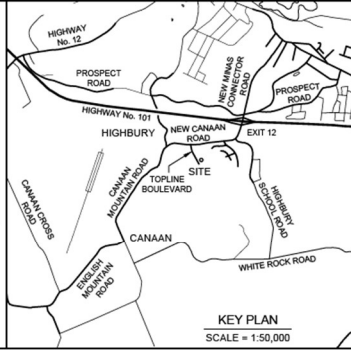 HIGHWAY
No. 12
PROSPECT
ROAD
NEW MINAS
CONNECTOR
ROAD
PROSPECT
ROAD
HIGHWAY No. 101
HIGHBURY
NEW CANAAN
ROAD
EXIT 12
TOPLINE
BOULEVARD
SITE
CANAAN
MOUNTAIN ROAD
CANAAN CROSS
ROAD
HIGHBURY
SCHOOL ROAD
CANAAN
ENGLISH
MOUNTAIN
ROAD
WHITE ROCK ROAD
KEY PLAN
SCALE = 1:50,000